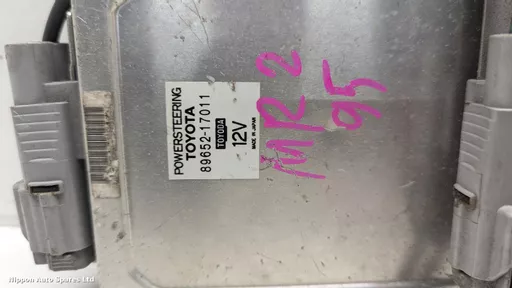 POWERSTEERING
TOYOTA
89652-17011
TOYODA
12V
MADE IN JAPAN
MR2
95
Nippon Auto Spares Ltd